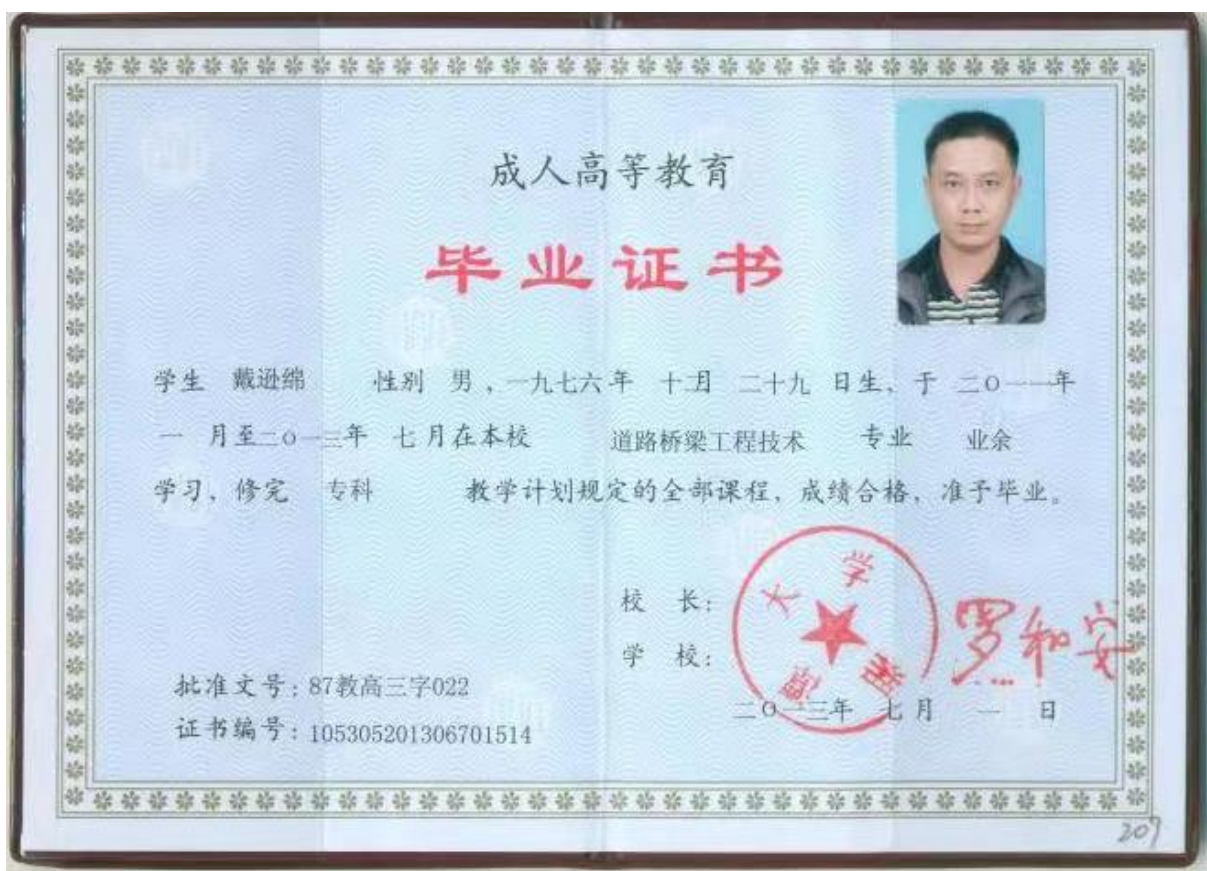 成人高等教育
毕业证书
学生 戴逊绵 性别 男，一九七六年 十月 二十九 日生，于 二〇一一年
一 月至二〇一三年 七月在本校 道路桥梁工程技术 专业 业余
学习，修完 专科 教学计划规定的全部课程，成绩合格，准予毕业。
校 长：罗和安
学 校：
大学
批准文号：87教高三字022
二〇一三年 七月 一 日
证书编号：105305201306701514
209